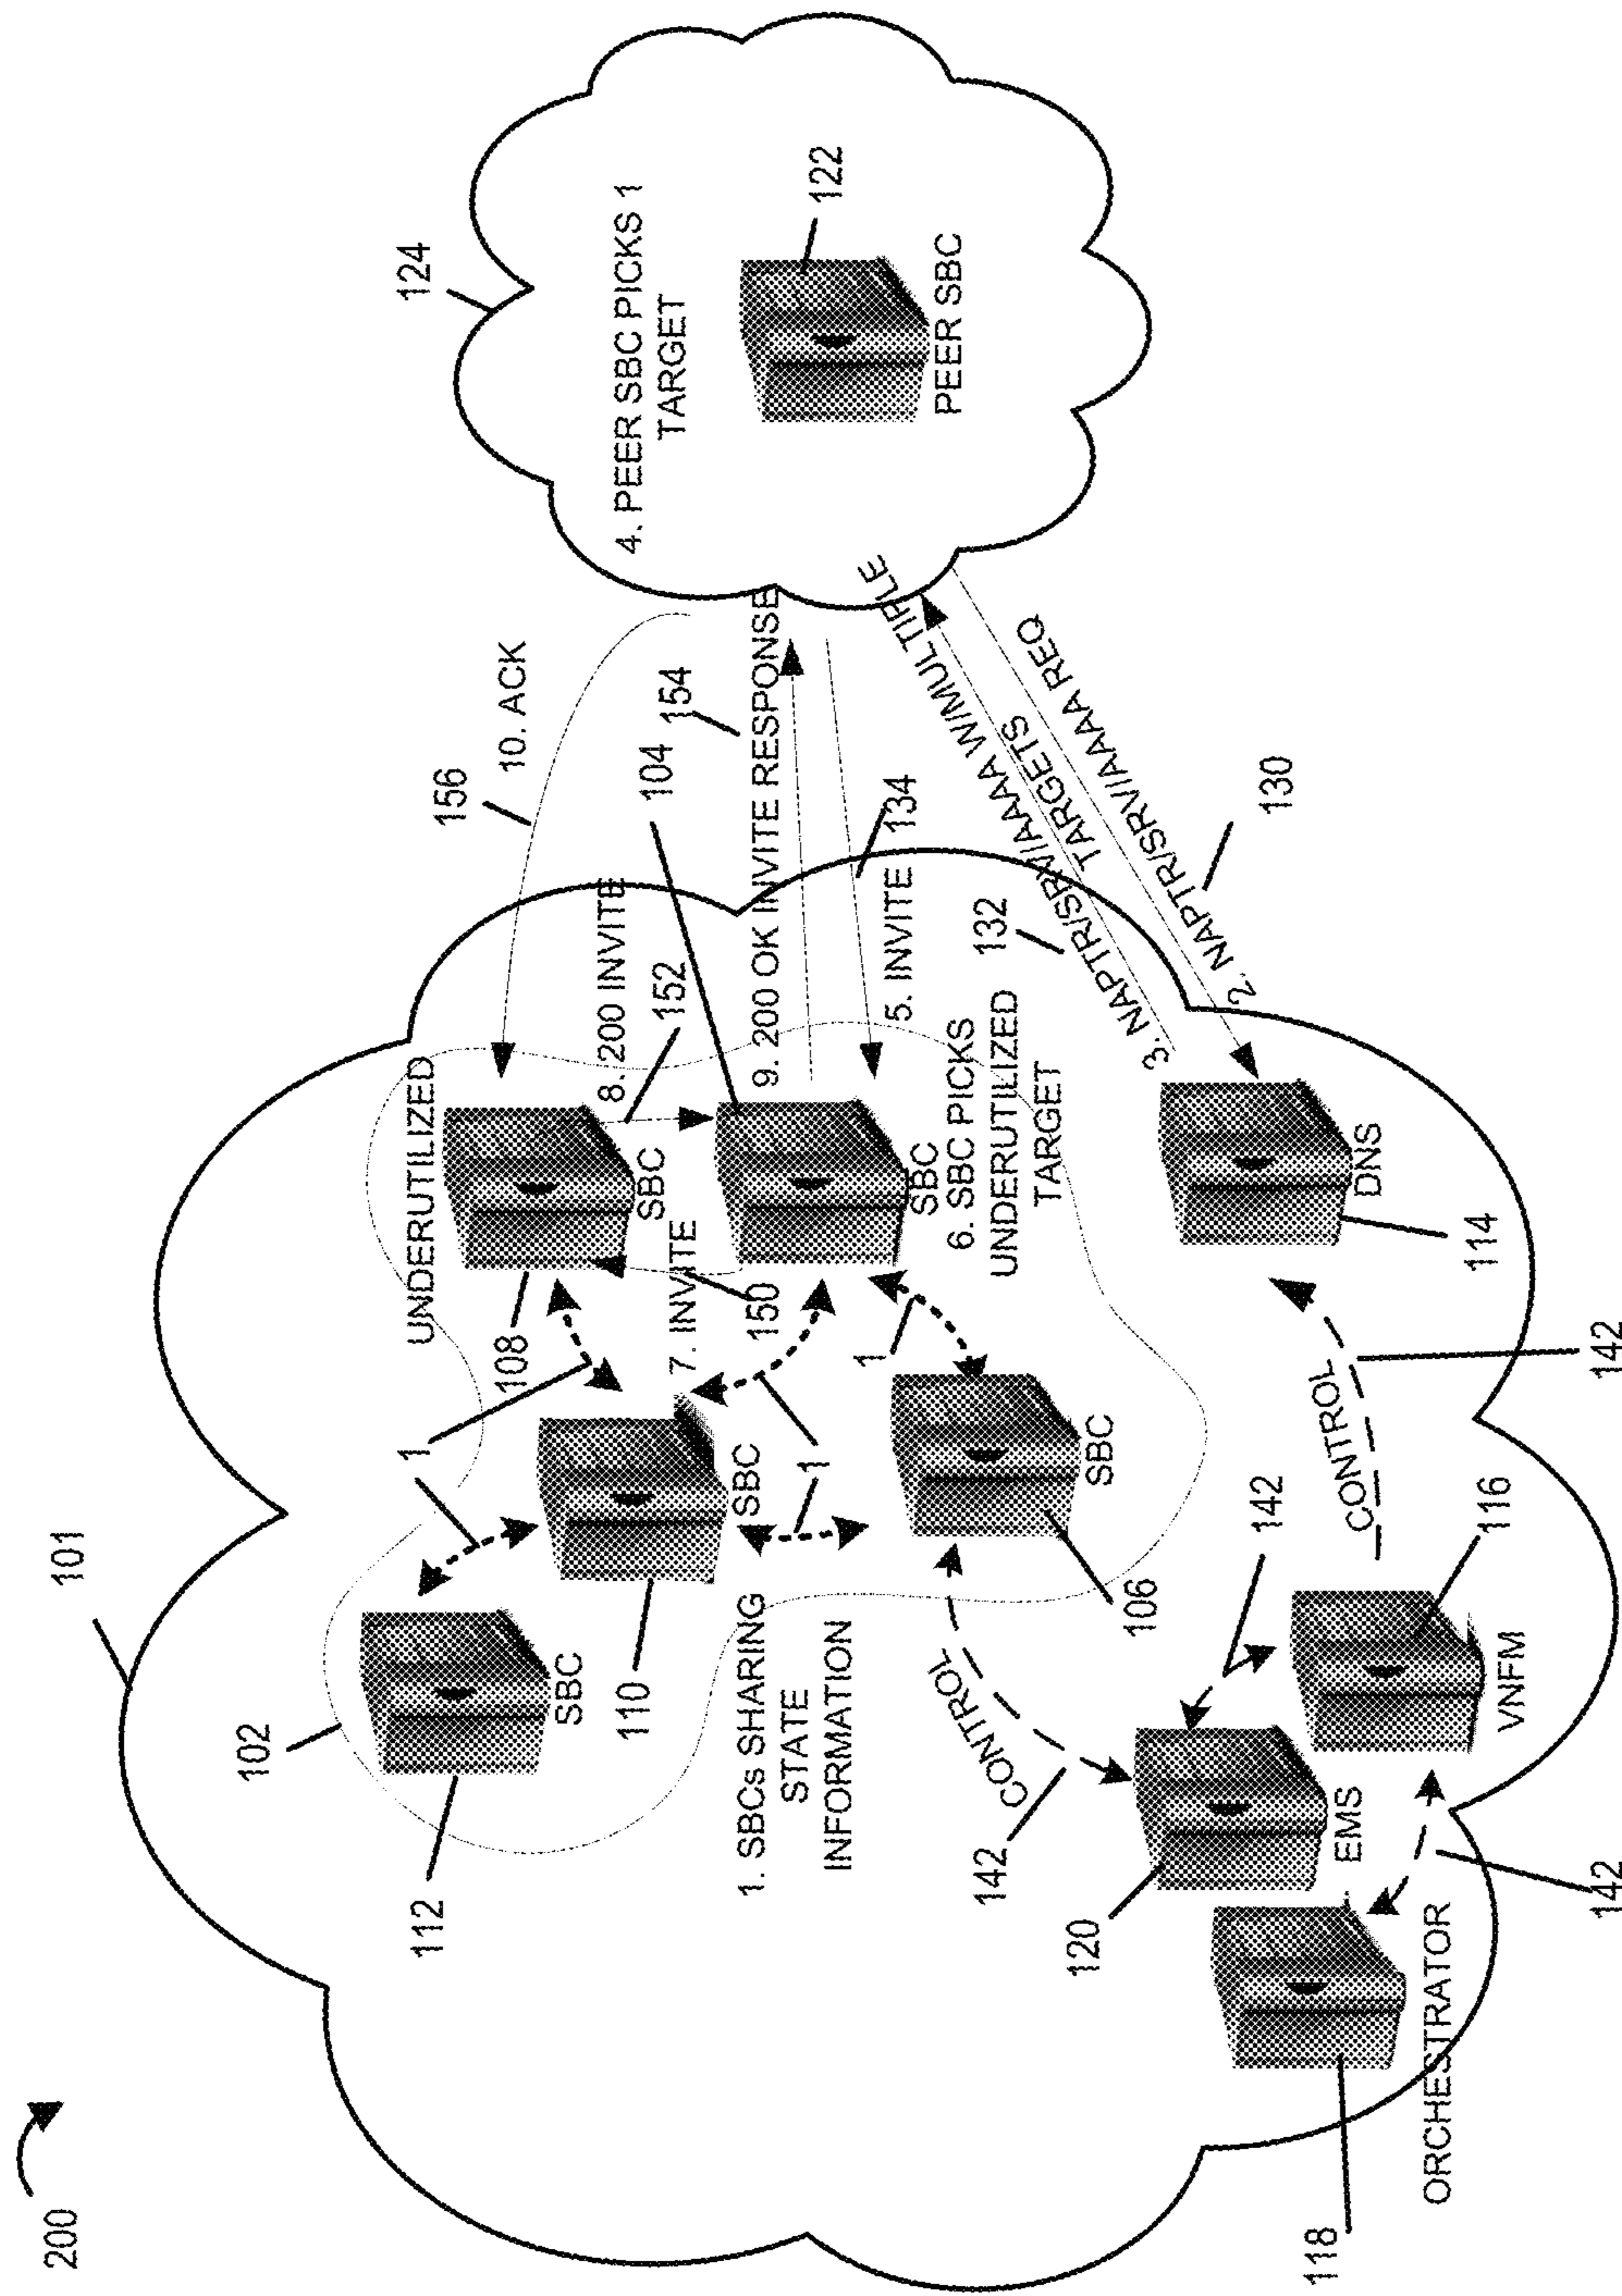 200
101
124
102
112
110
1
1
1
1
108
UNDERUTILIZED
SBC
SBC
SBC
SBC
SBC
156
10. ACK
8. 200 INVITE
152
104
154
9. 200 OK INVITE RESPONSE
7. INVITE
150
5. INVITE
134
6. SBC PICKS
UNDERUTILIZED
TARGET
1. SBCs SHARING
STATE
INFORMATION
106
4. PEER SBC PICKS 1
TARGET
122
PEER SBC
132
3. NAPTR/SRV/AAAA W/MULTIPLE
TARGETS
2. NAPTR/SRV/AAAA REQ
130
CONTROL
142
142
CONTROL
142
142
DNS
114
120
EMS
116
VNFM
118
ORCHESTRATOR